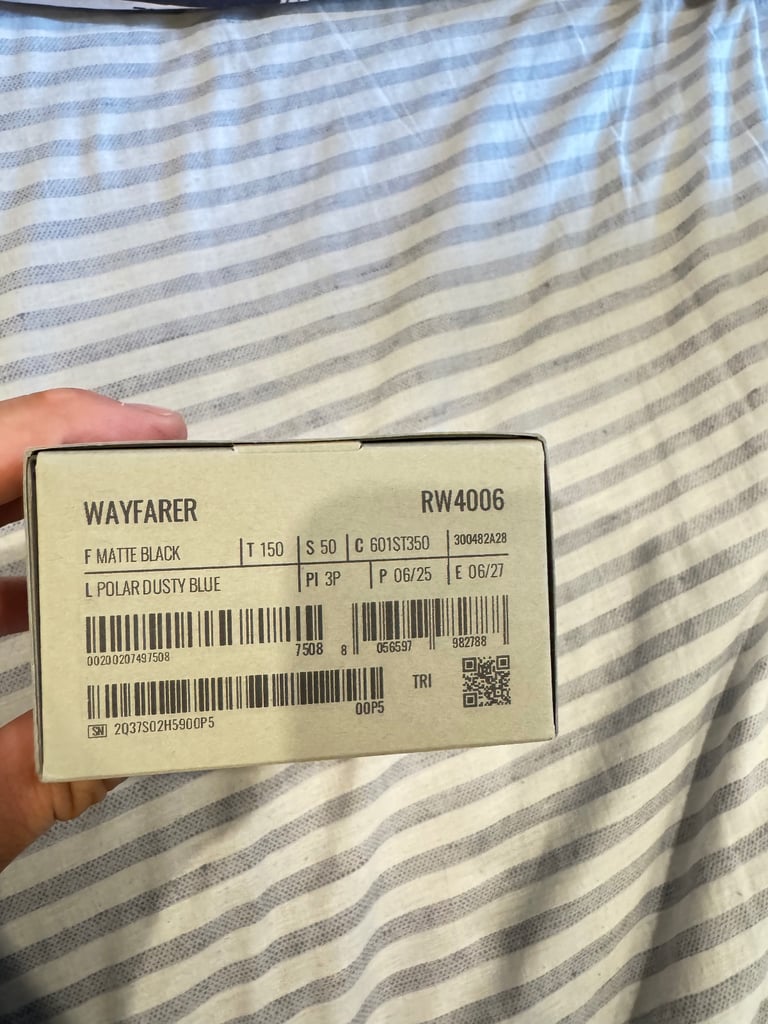 WAYFARER RW4006
F MATTE BLACK T 150 S 50 C 601ST350 300482A28
L POLAR DUSTY BLUE PI 3P P 06/25 E 06/27
00200207497508 7508 8 056597 982788
TRI
00P5
SN 2Q37S02H5900P5